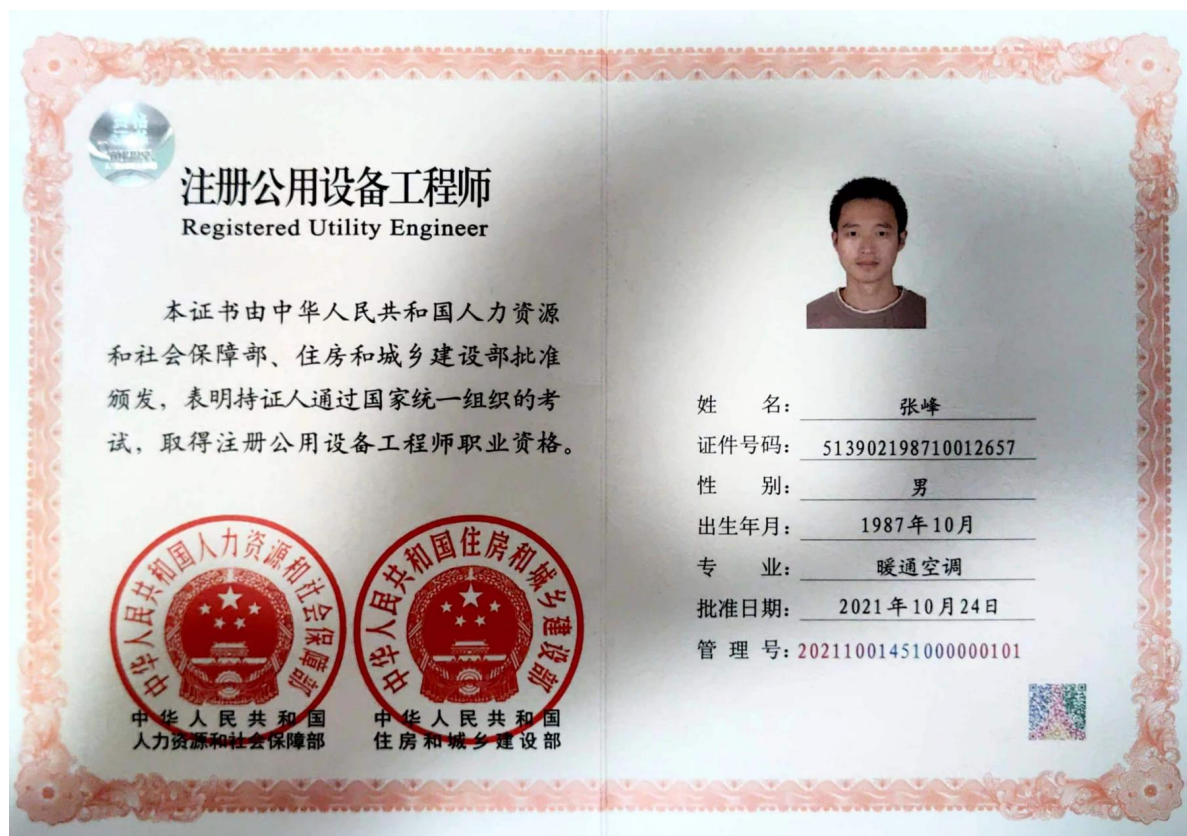 注册公用设备工程师
Registered Utility Engineer
本证书由中华人民共和国人力资源
和社会保障部、住房和城乡建设部批准
颁发，表明持证人通过国家统一组织的考
试，取得注册公用设备工程师职业资格。
中华人民共和国人力资源和社会保障部
中华人民共和国
人力资源和社会保障部
中华人民共和国住房和城乡建设部
中华人民共和国
住房和城乡建设部
姓 名： 张峰
证件号码： 513902198710012657
性 别： 男
出生年月： 1987年10月
专 业： 暖通空调
批准日期： 2021年10月24日
管 理 号：20211001451000000101